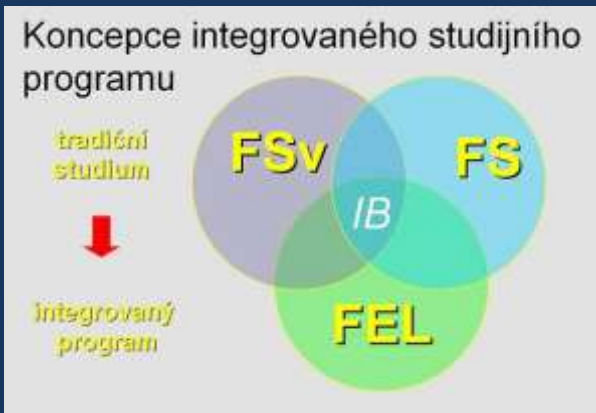 Koncepce integrovaného studijního
programu
tradiční
studium
FSv
FS
IB
integrovaný
program
FEL